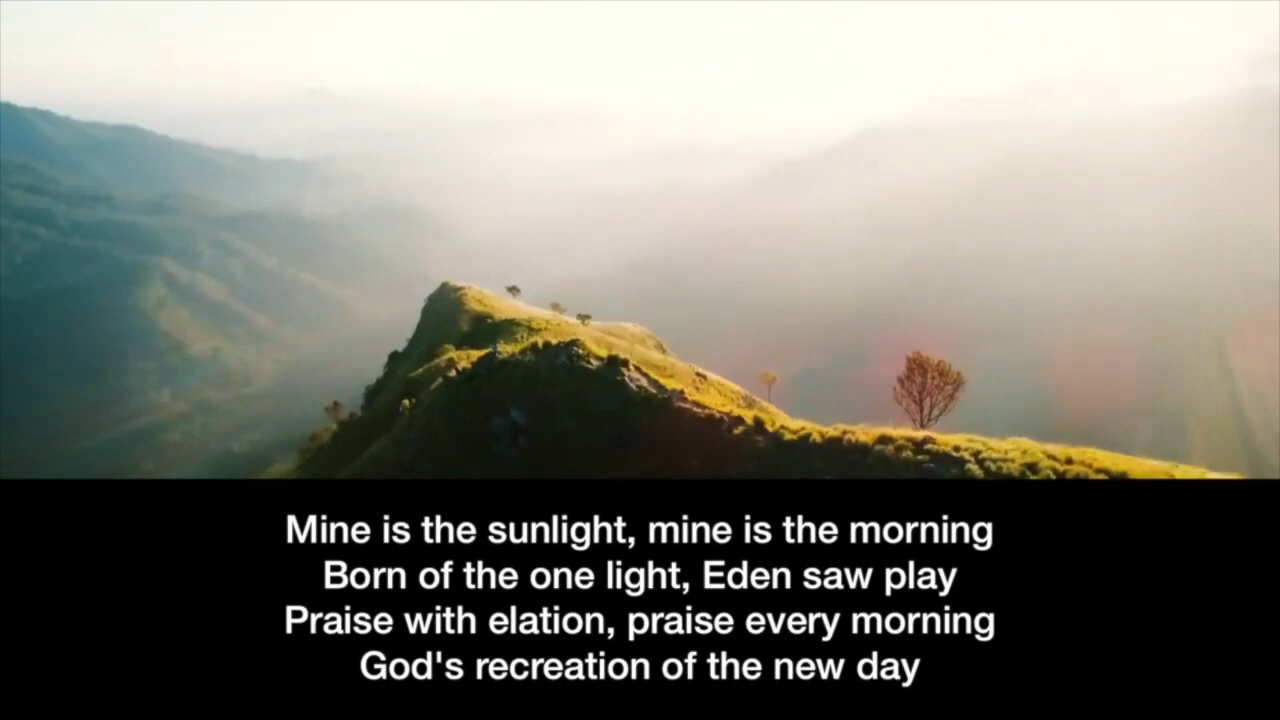 Mine is the sunlight, mine is the morning
Born of the one light, Eden saw play
Praise with elation, praise every morning
God's recreation of the new day